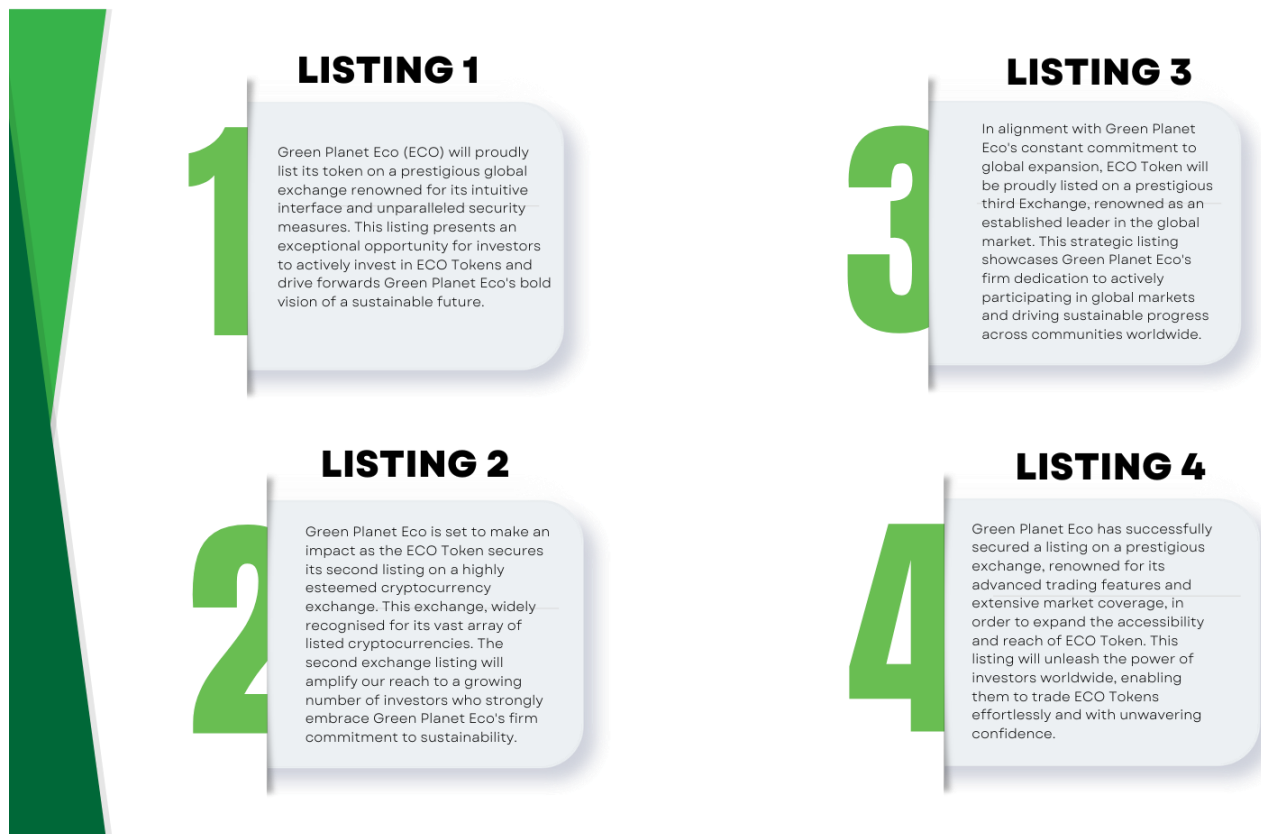 LISTING 1
1
Green Planet Eco (ECO) will proudly
list its token on a prestigious global
exchange renowned for its intuitive
interface and unparalleled security
measures. This listing presents an
exceptional opportunity for investors
to actively invest in ECO Tokens and
drive forwards Green Planet Eco's bold
vision of a sustainable future.
LISTING 2
2
Green Planet Eco is set to make an
impact as the ECO Token secures
its second listing on a highly
esteemed cryptocurrency
exchange. This exchange, widely
recognised for its vast array of
listed cryptocurrencies. The
second exchange listing will
amplify our reach to a growing
number of investors who strongly
embrace Green Planet Eco's firm
commitment to sustainability.
LISTING 3
3
In alignment with Green Planet
Eco's constant commitment to
global expansion, ECO Token will
be proudly listed on a prestigious
third Exchange, renowned as an
established leader in the global
market. This strategic listing
showcases Green Planet Eco's
firm dedication to actively
participating in global markets
and driving sustainable progress
across communities worldwide.
LISTING 4
4
Green Planet Eco has successfully
secured a listing on a prestigious
exchange, renowned for its
advanced trading features and
extensive market coverage, in
order to expand the accessibility
and reach of ECO Token. This
listing will unleash the power of
investors worldwide, enabling
them to trade ECO Tokens
effortlessly and with unwavering
confidence.